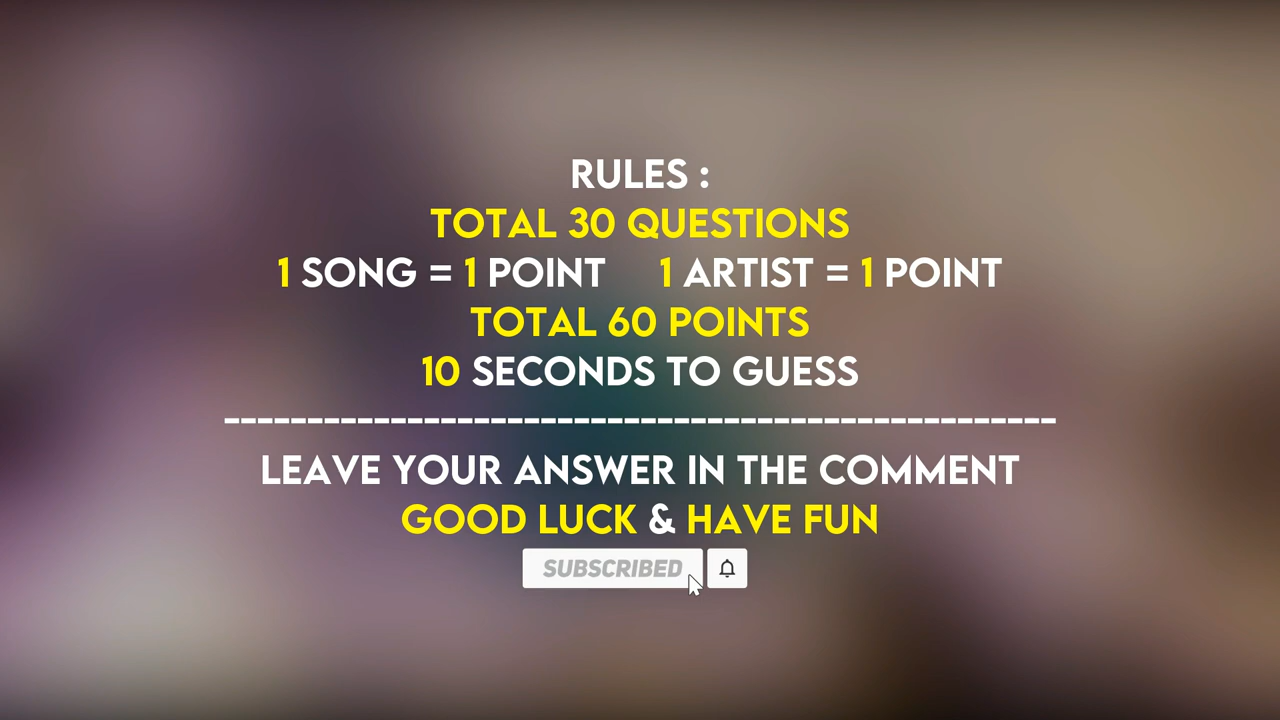 RULES :
TOTAL 30 QUESTIONS
1 SONG = 1 POINT 1 ARTIST = 1 POINT
TOTAL 60 POINTS
10 SECONDS TO GUESS
--------------------------------------------------
LEAVE YOUR ANSWER IN THE COMMENT
GOOD LUCK & HAVE FUN
SUBSCRIBED